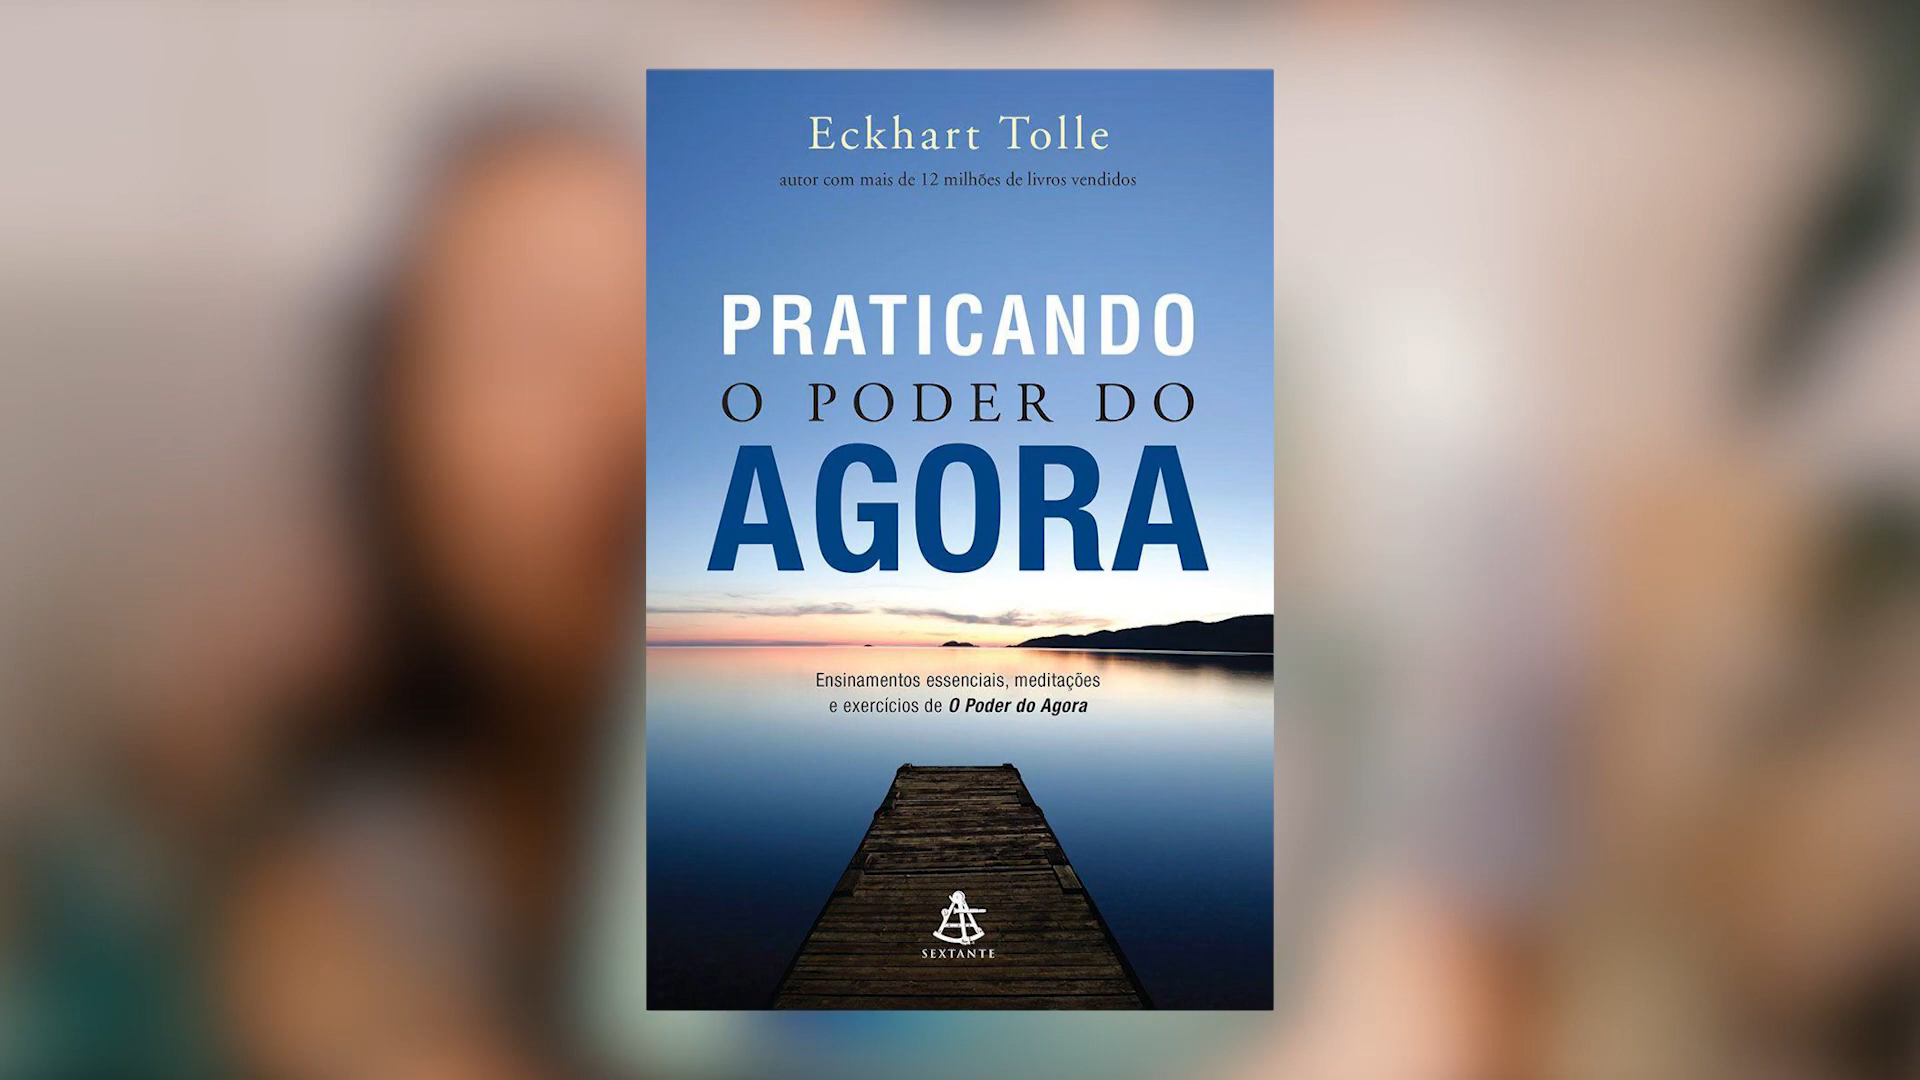 Eckhart Tolle
autor com mais de 12 milhões de livros vendidos
PRATICANDO
O PODER DO
AGORA
Ensinamentos essenciais, meditações
e exercícios de O Poder do Agora
SEXTANTE